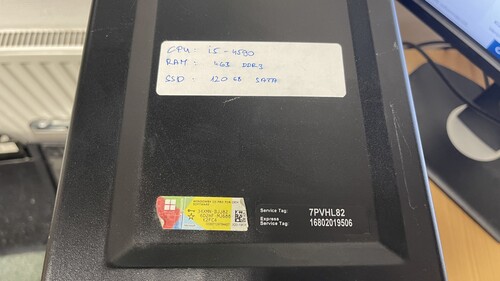 CPU: i5-4590
RAM: 4GB DDR3
SSD: 120 GB SATA
Service Tag: 7PVHL82
Express
Service Tag: 16802019506